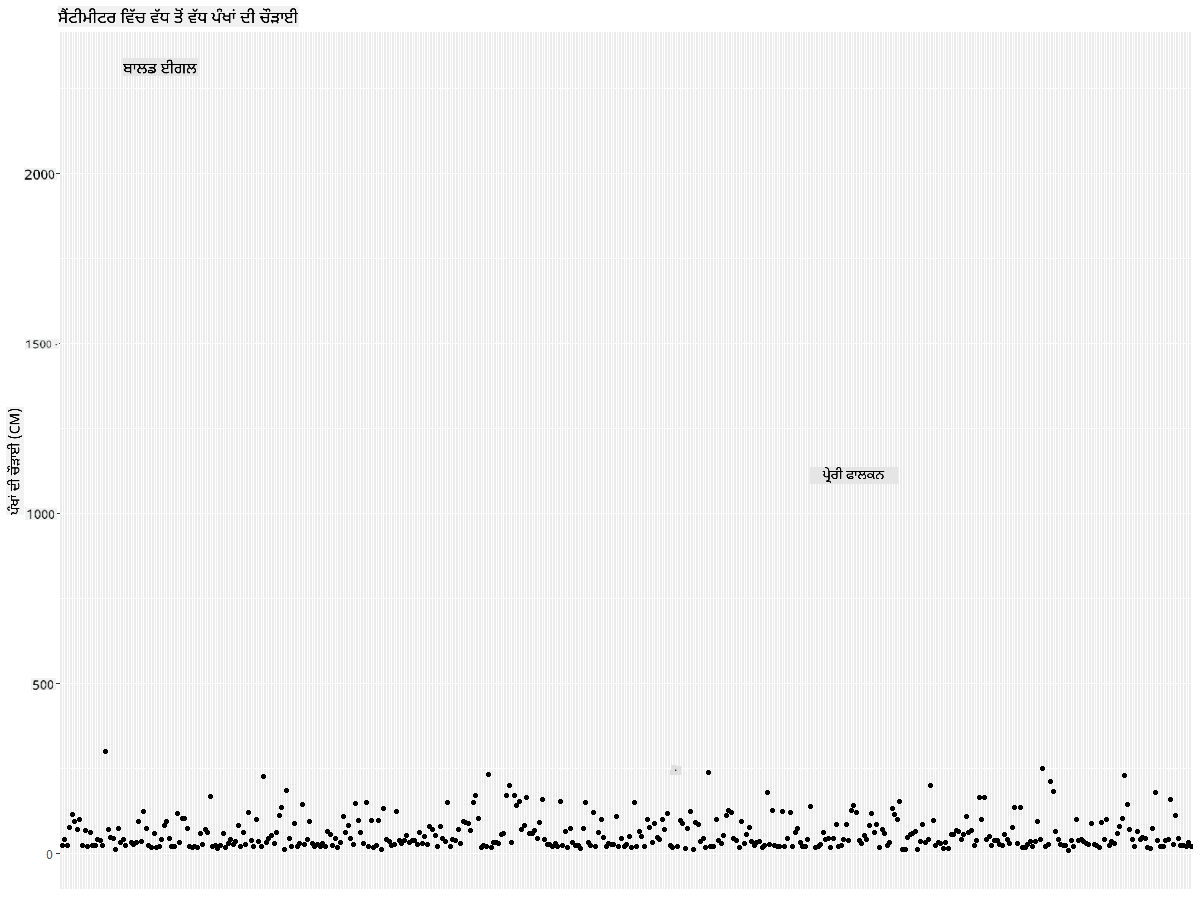 ਸੈਂਟੀਮੀਟਰ ਵਿੱਚ ਵੱਧ ਤੋਂ ਵੱਧ ਪੰਖਾਂ ਦੀ ਚੌੜਾਈ
ਬਾਲਡ ਈਗਲ
2000
1500
ਪ੍ਰੇਰੀ ਫਾਲਕਨ
ਪੰਖਾਂ ਦੀ ਚੌੜਾਈ (CM)
1000
500
0